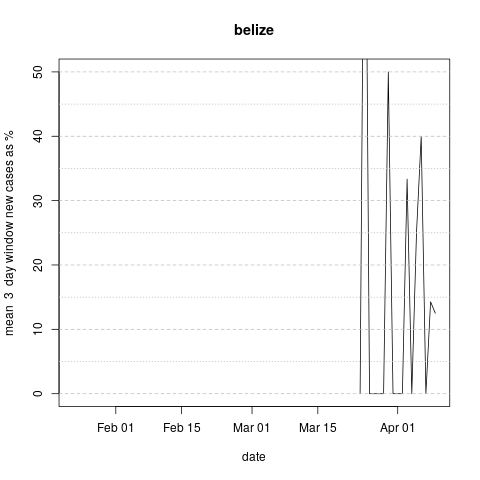 belize
mean  3  day window new cases as %
50
40
30
20
10
0
Feb 01
Feb 15
Mar 01
Mar 15
Apr 01
date